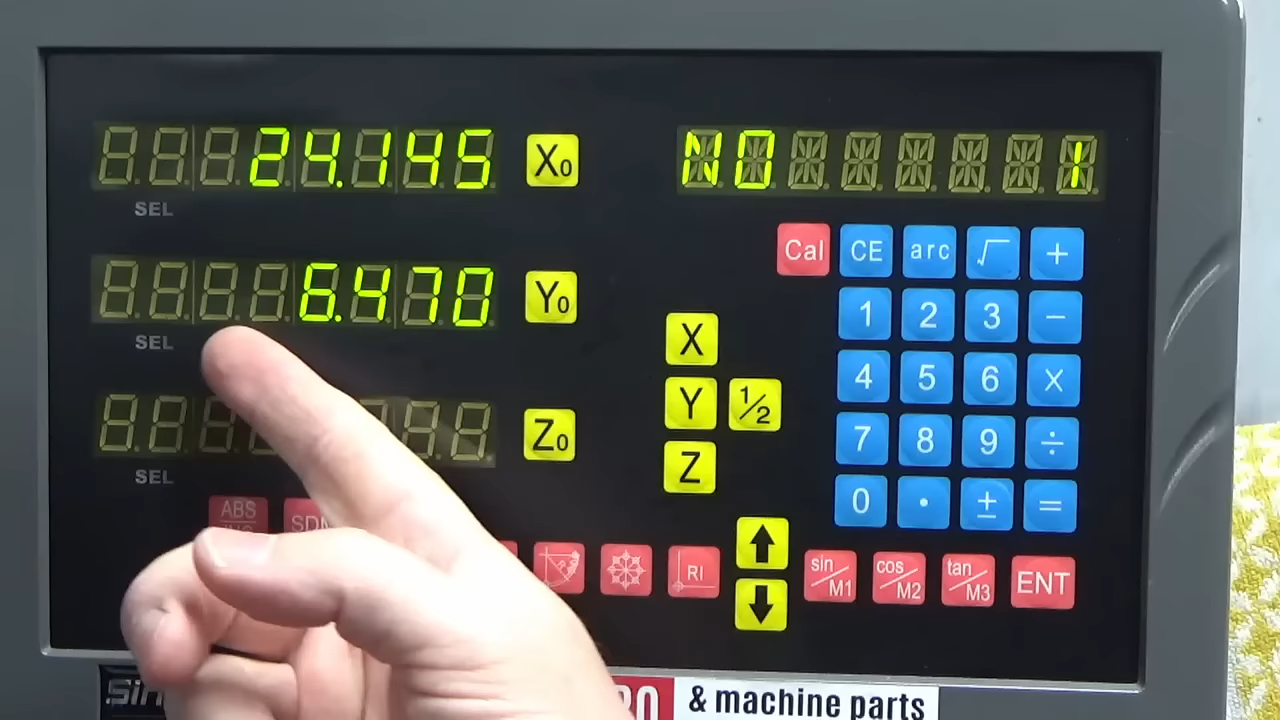 24.145 X0 NO 1
SEL
Cal CE arc √ +
6.470 Y0
1 2 3 −
SEL
X
4 5 6 X
Y ½
Z0
7 8 9 ÷
Z
SEL
0 . ± =
ABS
RI
sin/M1 cos/M2 tan/M3 ENT
& machine parts